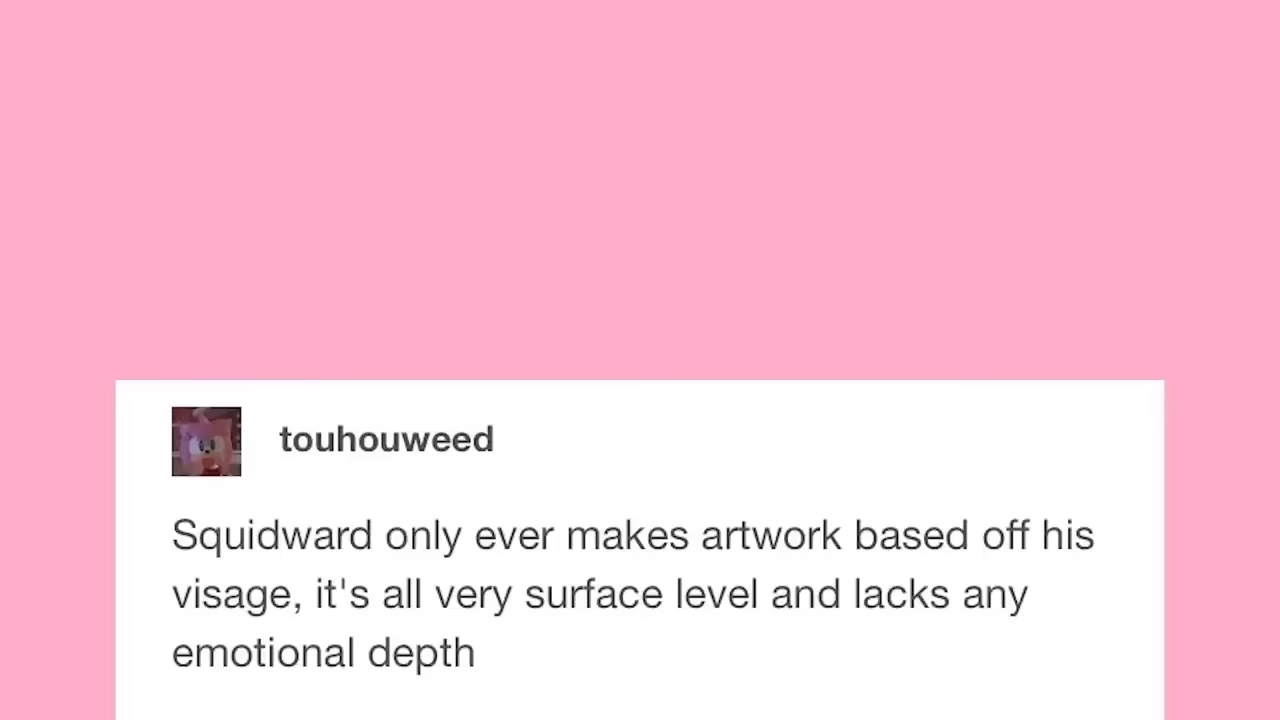 touhouweed
Squidward only ever makes artwork based off his
visage, it's all very surface level and lacks any
emotional depth